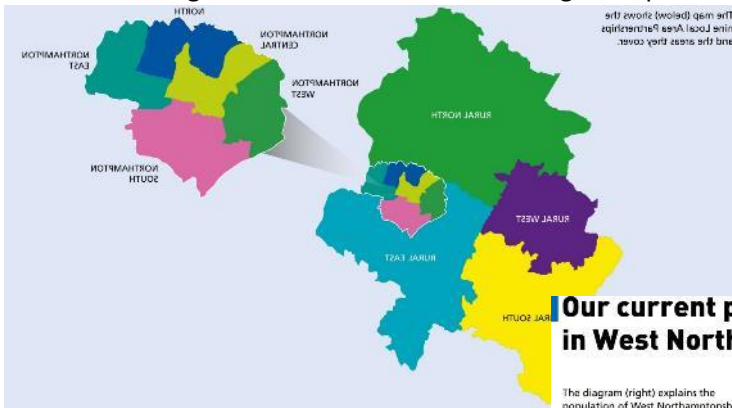 The map (below) shows the
nine Local Area Partnerships
and the areas they cover.
NORTH
NORTHAMPTON
CENTRAL
NORTHAMPTON
EAST
NORTHAMPTON
WEST
NORTHAMPTON
SOUTH
RURAL NORTH
RURAL WEST
RURAL EAST
RURAL SOUTH
Our current p
in West North
The diagram (right) explains the
population of West Northamptonsh